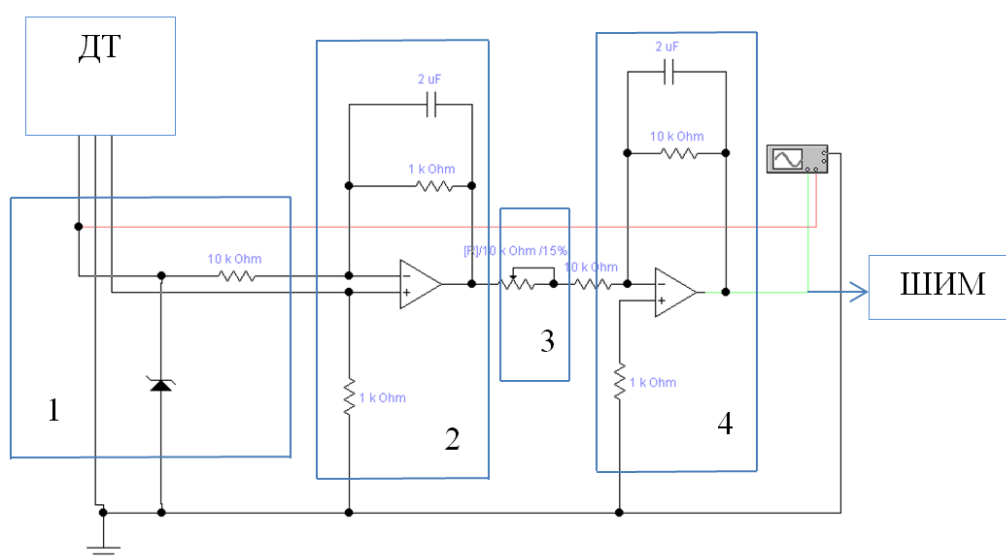 ДТ
2 uF
2 uF
10 k Ohm
1 k Ohm
10 k Ohm
[R]/10 k Ohm /15%
10 k Ohm
ШИМ
3
1 k Ohm
1 k Ohm
1
2
4